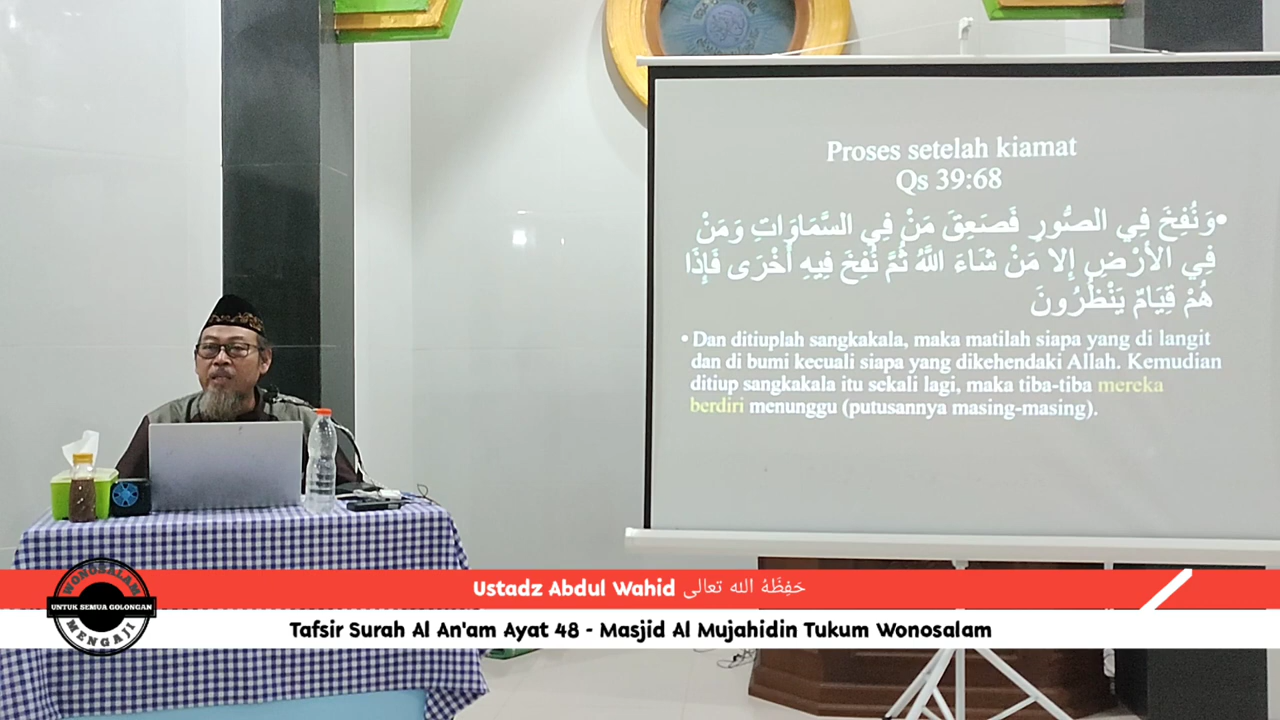 Proses setelah kiamat
Qs 39:68
•وَنُفِخَ فِي الصُّورِ فَصَعِقَ مَنْ فِي السَّمَاوَاتِ وَمَنْ
فِي الأرْضِ إِلا مَنْ شَاءَ اللَّهُ ثُمَّ نُفِخَ فِيهِ أُخْرَى فَإِذَا
هُمْ قِيَامٌ يَنْظُرُونَ
• Dan ditiuplah sangkakala, maka matilah siapa yang di langit
dan di bumi kecuali siapa yang dikehendaki Allah. Kemudian
ditiup sangkakala itu sekali lagi, maka tiba-tiba mereka
berdiri menunggu (putusannya masing-masing).
Ustadz Abdul Wahid حَفِظَهُ الله تعالى
Tafsir Surah Al An'am Ayat 48 - Masjid Al Mujahidin Tukum Wonosalam
WONOSALAM
UNTUK SEMUA GOLONGAN
MENGAJI